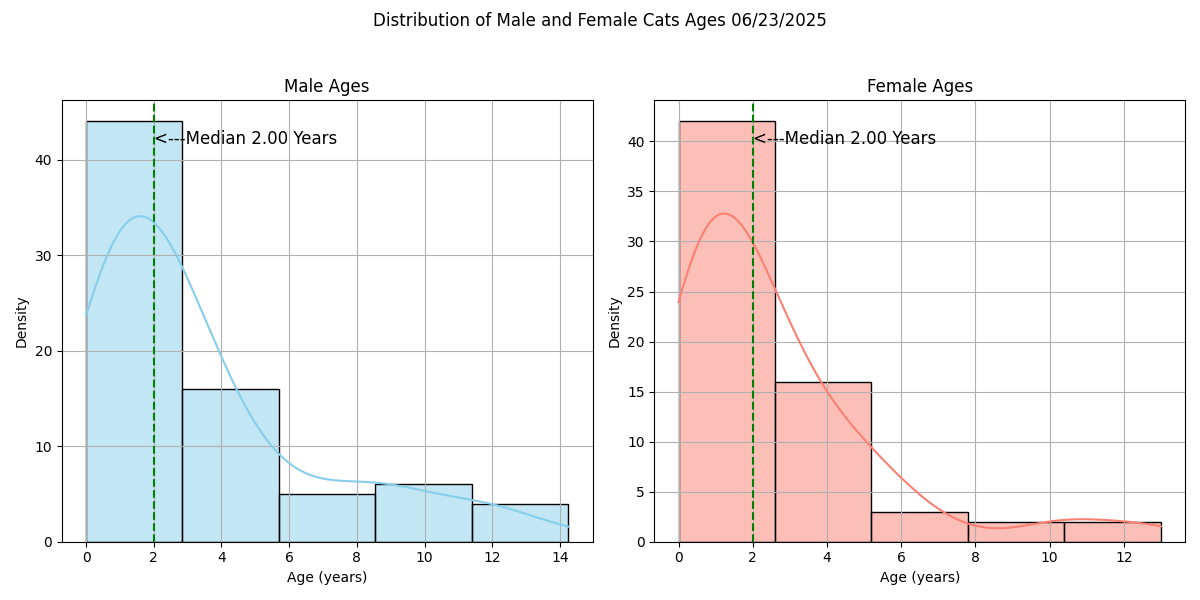 Distribution of Male and Female Cats Ages 06/23/2025
Male Ages
<---Median 2.00 Years
Density
40
30
20
10
0
0 2 4 6 8 10 12 14
Age (years)
Female Ages
<---Median 2.00 Years
Density
40
35
30
25
20
15
10
5
0
0 2 4 6 8 10 12
Age (years)